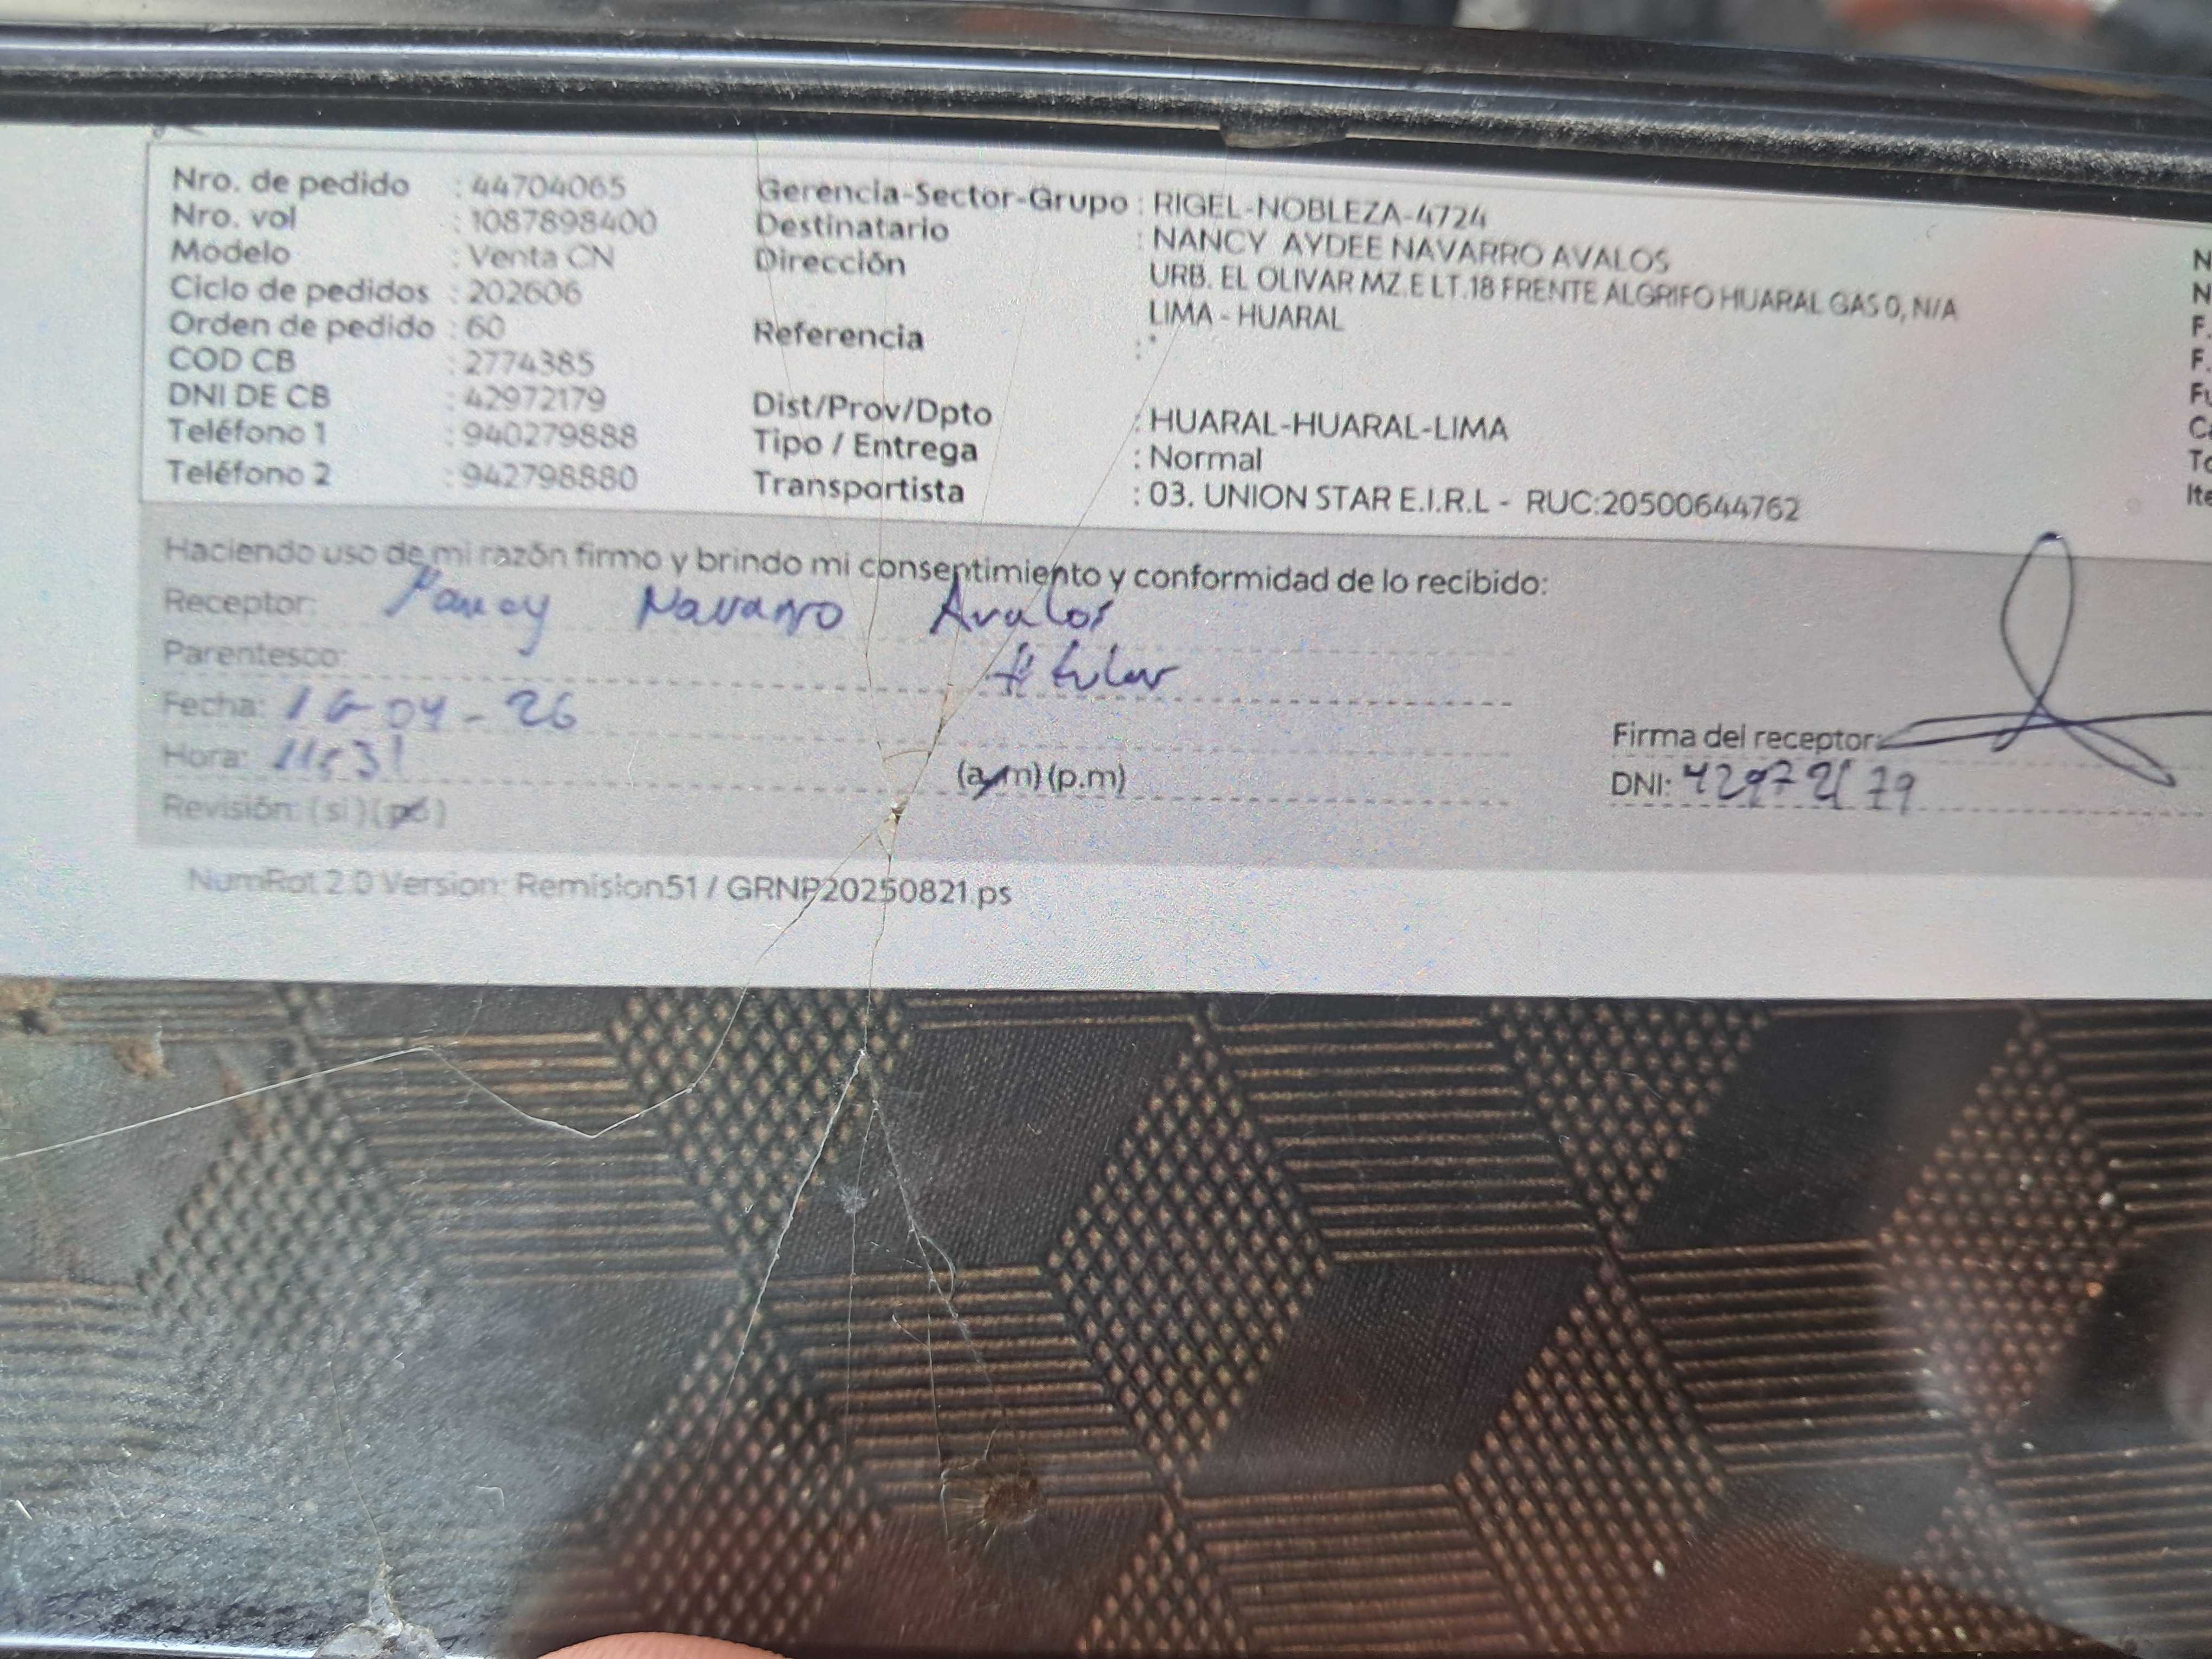 Nro. de pedido : 44704065
Nro. vol : 1087898400
Modelo : Venta CN
Ciclo de pedidos : 202606
Orden de pedido : 60
COD CB : 2774385
DNI DE CB : 42972179
Teléfono 1 : 940279888
Teléfono 2 : 942798880
Gerencia-Sector-Grupo : RIGEL-NOBLEZA-4724
Destinatario : NANCY AYDEE NAVARRO AVALOS
Dirección URB. EL OLIVAR MZ.E LT.18 FRENTE ALGRIFO HUARAL GAS 0, N/A
LIMA - HUARAL
Referencia : *
Dist/Prov/Dpto : HUARAL-HUARAL-LIMA
Tipo / Entrega : Normal
Transportista : 03. UNION STAR E.I.R.L - RUC:20500644762
N
N
F.
F.
Fu
Ca
To
Ite
Haciendo uso de mi razón firmo y brindo mi consentimiento y conformidad de lo recibido:
Receptor: Nancy Navarro Avalos
Parentesco: titular
Fecha: 04-26
Hora: 11:31 (a.m) (p.m)
Revisión: (si) (no)
Firma del receptor:
DNI: 42972179
NumRot 2.0 Version: Remision51 / GRNP20250821.ps